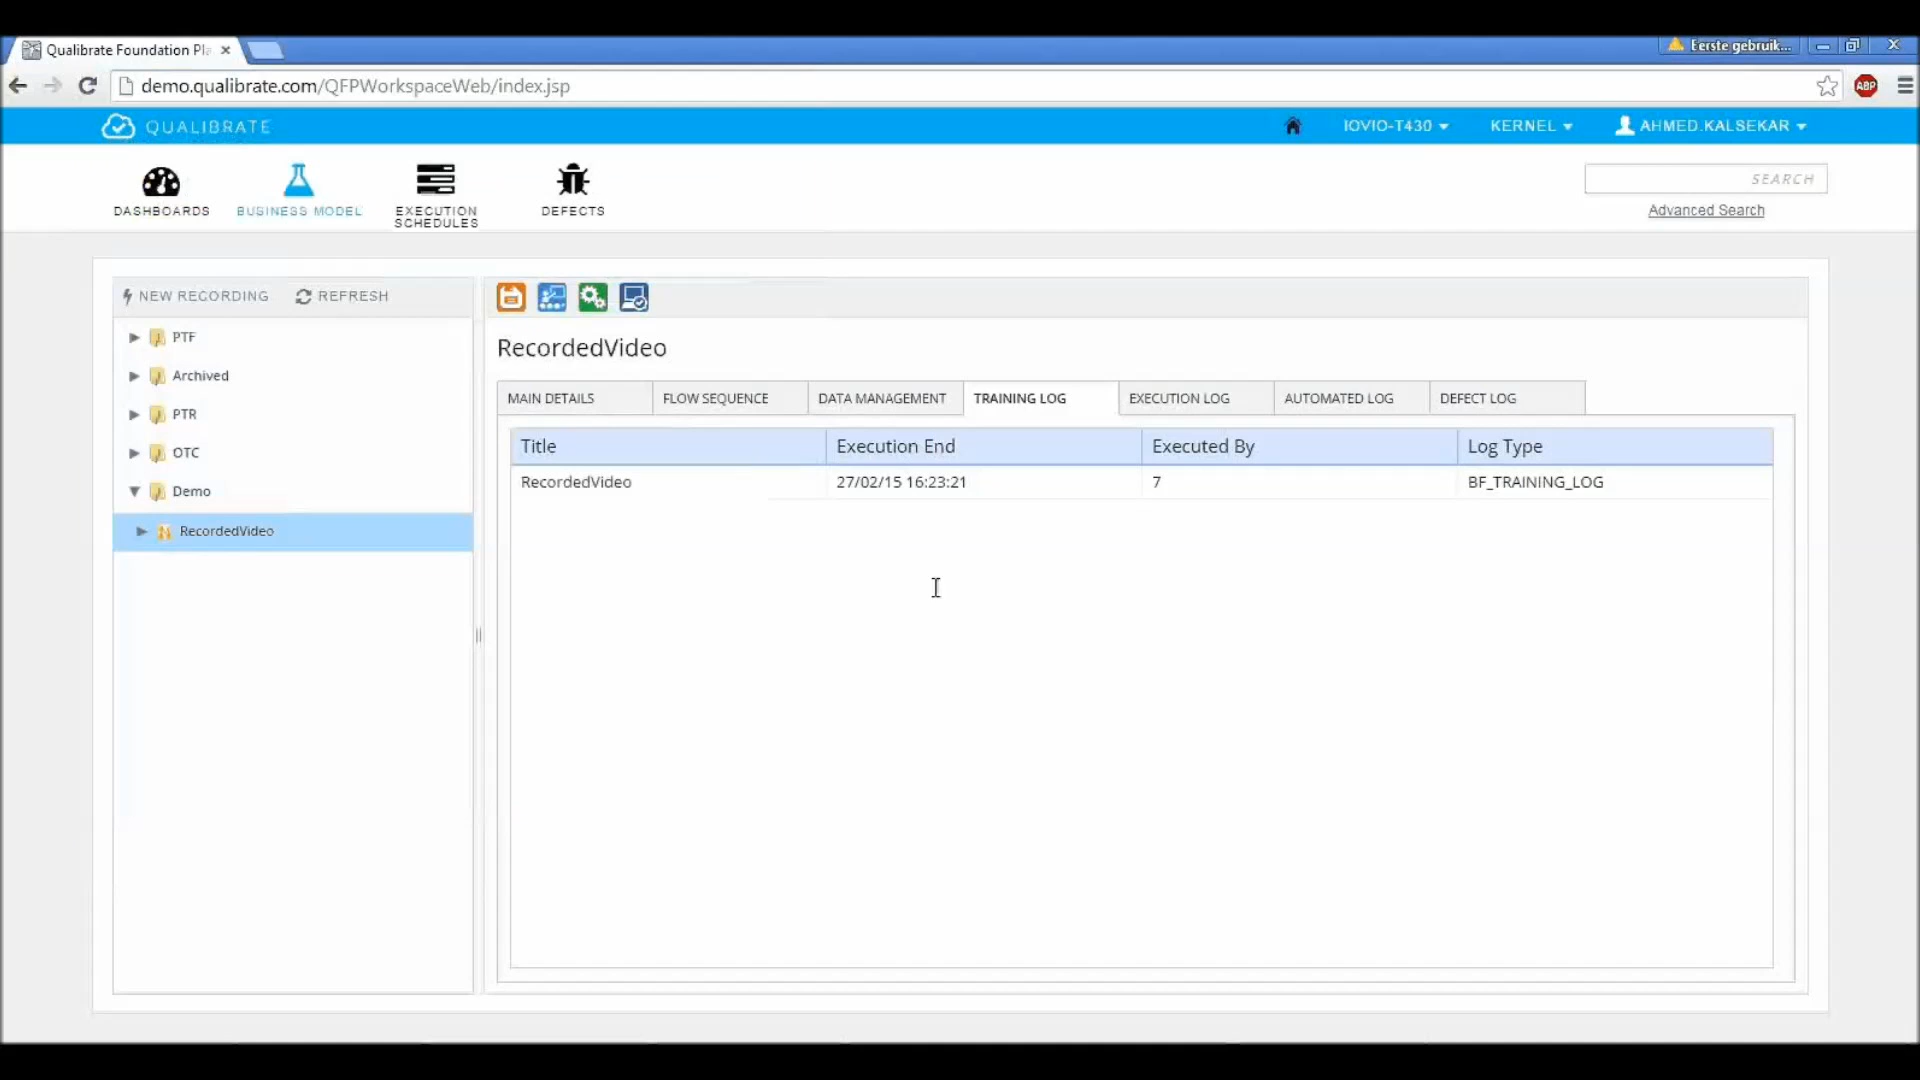 Qualibrate Foundation Pla
Eerste gebruik...
demo.qualibrate.com/QFPWorkspaceWeb/index.jsp
ABP
QUALIBRATE
IOVIO-T430
KERNEL
AHMED.KALSEKAR
DASHBOARDS
BUSINESS MODEL
EXECUTION
SCHEDULES
DEFECTS
SEARCH
Advanced Search
NEW RECORDING
REFRESH
PTF
Archived
PTR
OTC
Demo
RecordedVideo
RecordedVideo
MAIN DETAILS
FLOW SEQUENCE
DATA MANAGEMENT
TRAINING LOG
EXECUTION LOG
AUTOMATED LOG
DEFECT LOG
Title
Execution End
Executed By
Log Type
RecordedVideo
27/02/15 16:23:21
7
BF_TRAINING_LOG